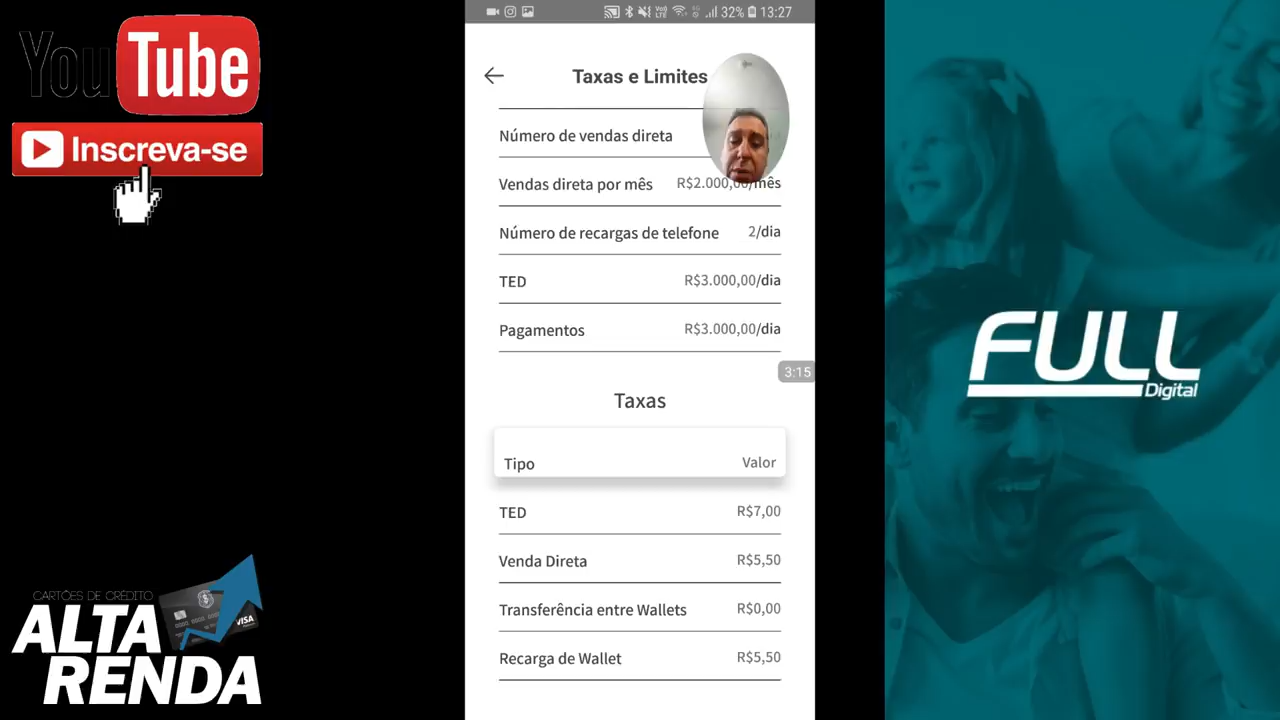 You Tube
Inscreva-se
32% 13:27
Taxas e Limites
Número de vendas direta
Vendas direta por mês R$2.000,00/mês
Número de recargas de telefone 2/dia
TED R$3.000,00/dia
Pagamentos R$3.000,00/dia
3:15
Taxas
Tipo Valor
TED R$7,00
Venda Direta R$5,50
Transferência entre Wallets R$0,00
Recarga de Wallet R$5,50
FULL
Digital
CARTÕES DE CRÉDITO
ALTA
RENDA
VISA